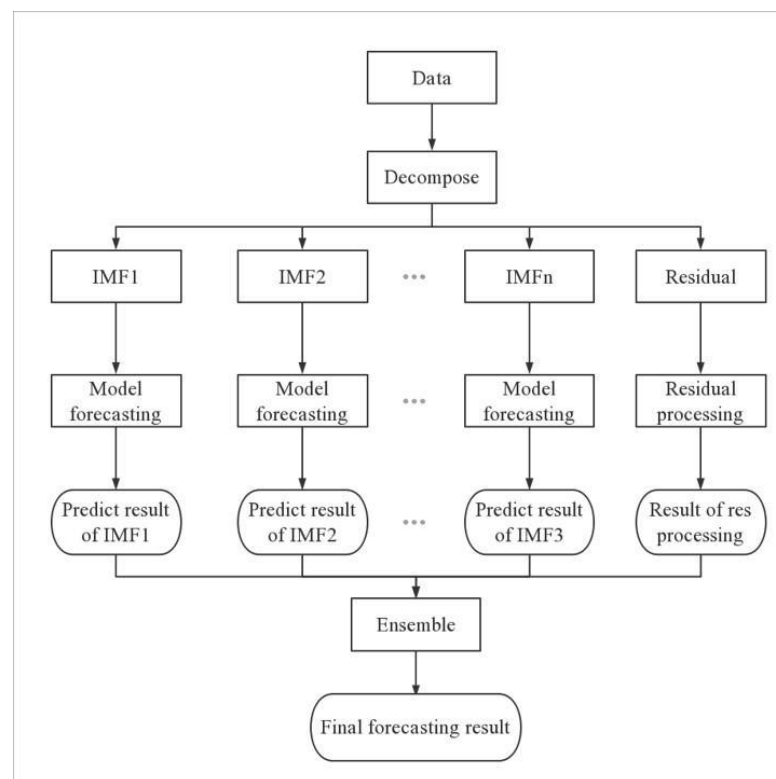 Data
Decompose
IMF1
IMF2
...
IMFn
Residual
Model
forecasting
Model
forecasting
...
Model
forecasting
Residual
processing
Predict result
of IMF1
Predict result
of IMF2
...
Predict result
of IMF3
Result of res
processing
Ensemble
Final forecasting result